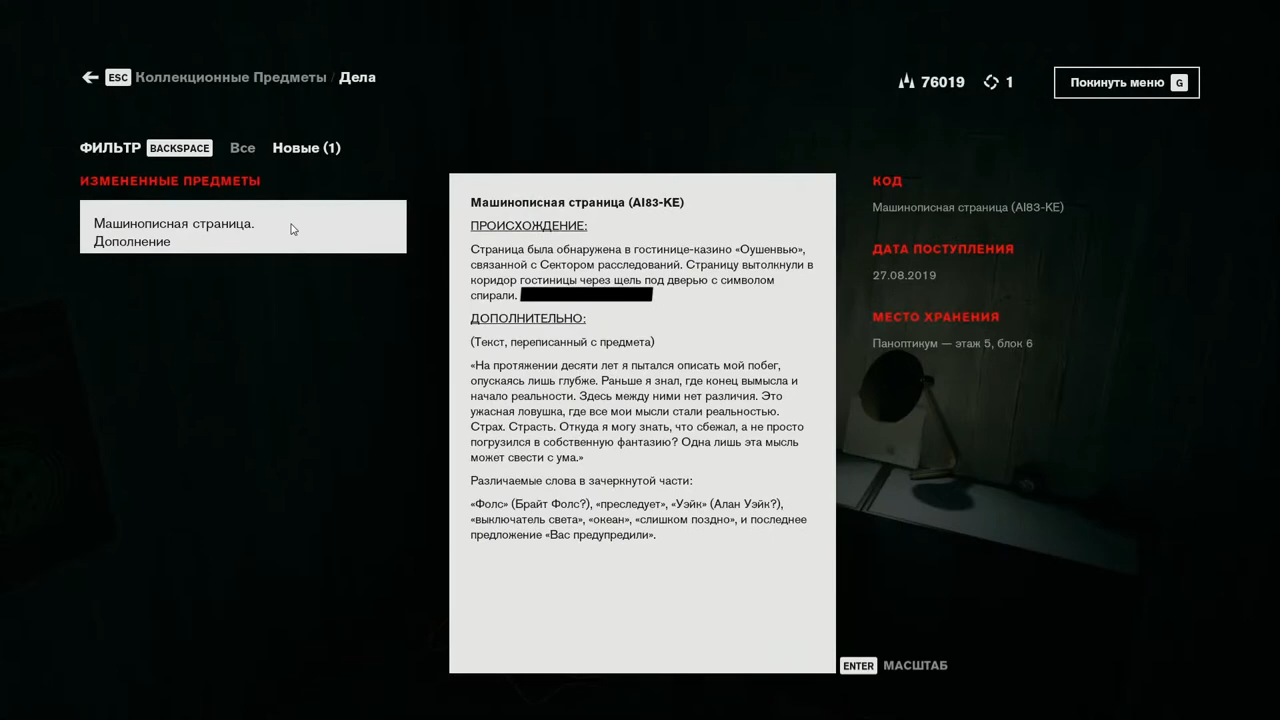 ESC Коллекционные Предметы / Дела
76019 1 Покинуть меню G
ФИЛЬТР BACKSPACE Все Новые (1)
ИЗМЕНЕННЫЕ ПРЕДМЕТЫ
Машинописная страница.
Дополнение
Машинописная страница (AI83-KE)
ПРОИСХОЖДЕНИЕ:
Страница была обнаружена в гостинице-казино «Оушенвью»,
связанной с Сектором расследований. Страницу вытолкнули в
коридор гостиницы через щель под дверью с символом
спирали.
ДОПОЛНИТЕЛЬНО:
(Текст, переписанный с предмета)
«На протяжении десяти лет я пытался описать мой побег,
опускаясь лишь глубже. Раньше я знал, где конец вымысла и
начало реальности. Здесь между ними нет различия. Это
ужасная ловушка, где все мои мысли стали реальностью.
Страх. Страсть. Откуда я могу знать, что сбежал, а не просто
погрузился в собственную фантазию? Одна лишь эта мысль
может свести с ума.»
Различаемые слова в зачеркнутой части:
«Фолс» (Брайт Фолс?), «преследует», «Уэйк» (Алан Уэйк?),
«выключатель света», «океан», «слишком поздно», и последнее
предложение «Вас предупредили».
КОД
Машинописная страница (AI83-KE)
ДАТА ПОСТУПЛЕНИЯ
27.08.2019
МЕСТО ХРАНЕНИЯ
Паноптикум — этаж 5, блок 6
ENTER МАСШТАБ